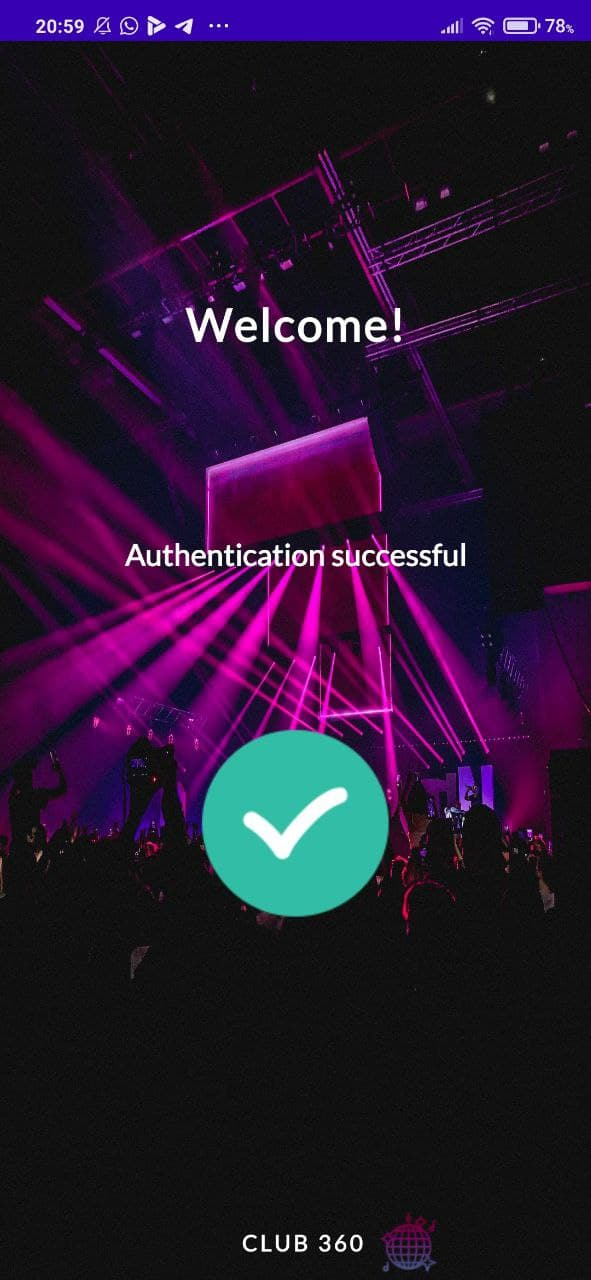 20:59
78%
Welcome!
Authentication successful
CLUB 360